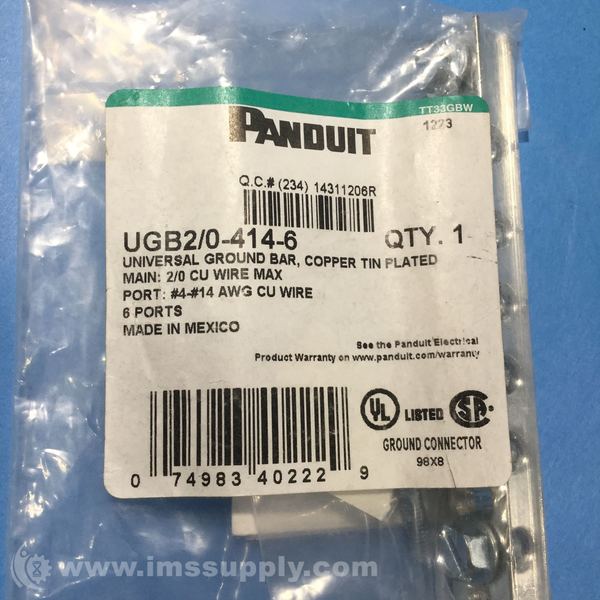 TT33GBW
PANDUIT
1223
Q.C.# (234) 14311206R
UGB2/0-414-6 QTY. 1
UNIVERSAL GROUND BAR, COPPER TIN PLATED
MAIN: 2/0 CU WIRE MAX
PORT: #4-#14 AWG CU WIRE
6 PORTS
MADE IN MEXICO
See the Panduit Electrical
Product Warranty on www.panduit.com/warranty
UL LISTED SA
GROUND CONNECTOR
98X8
0 74983 40222 9
www.imssupply.com